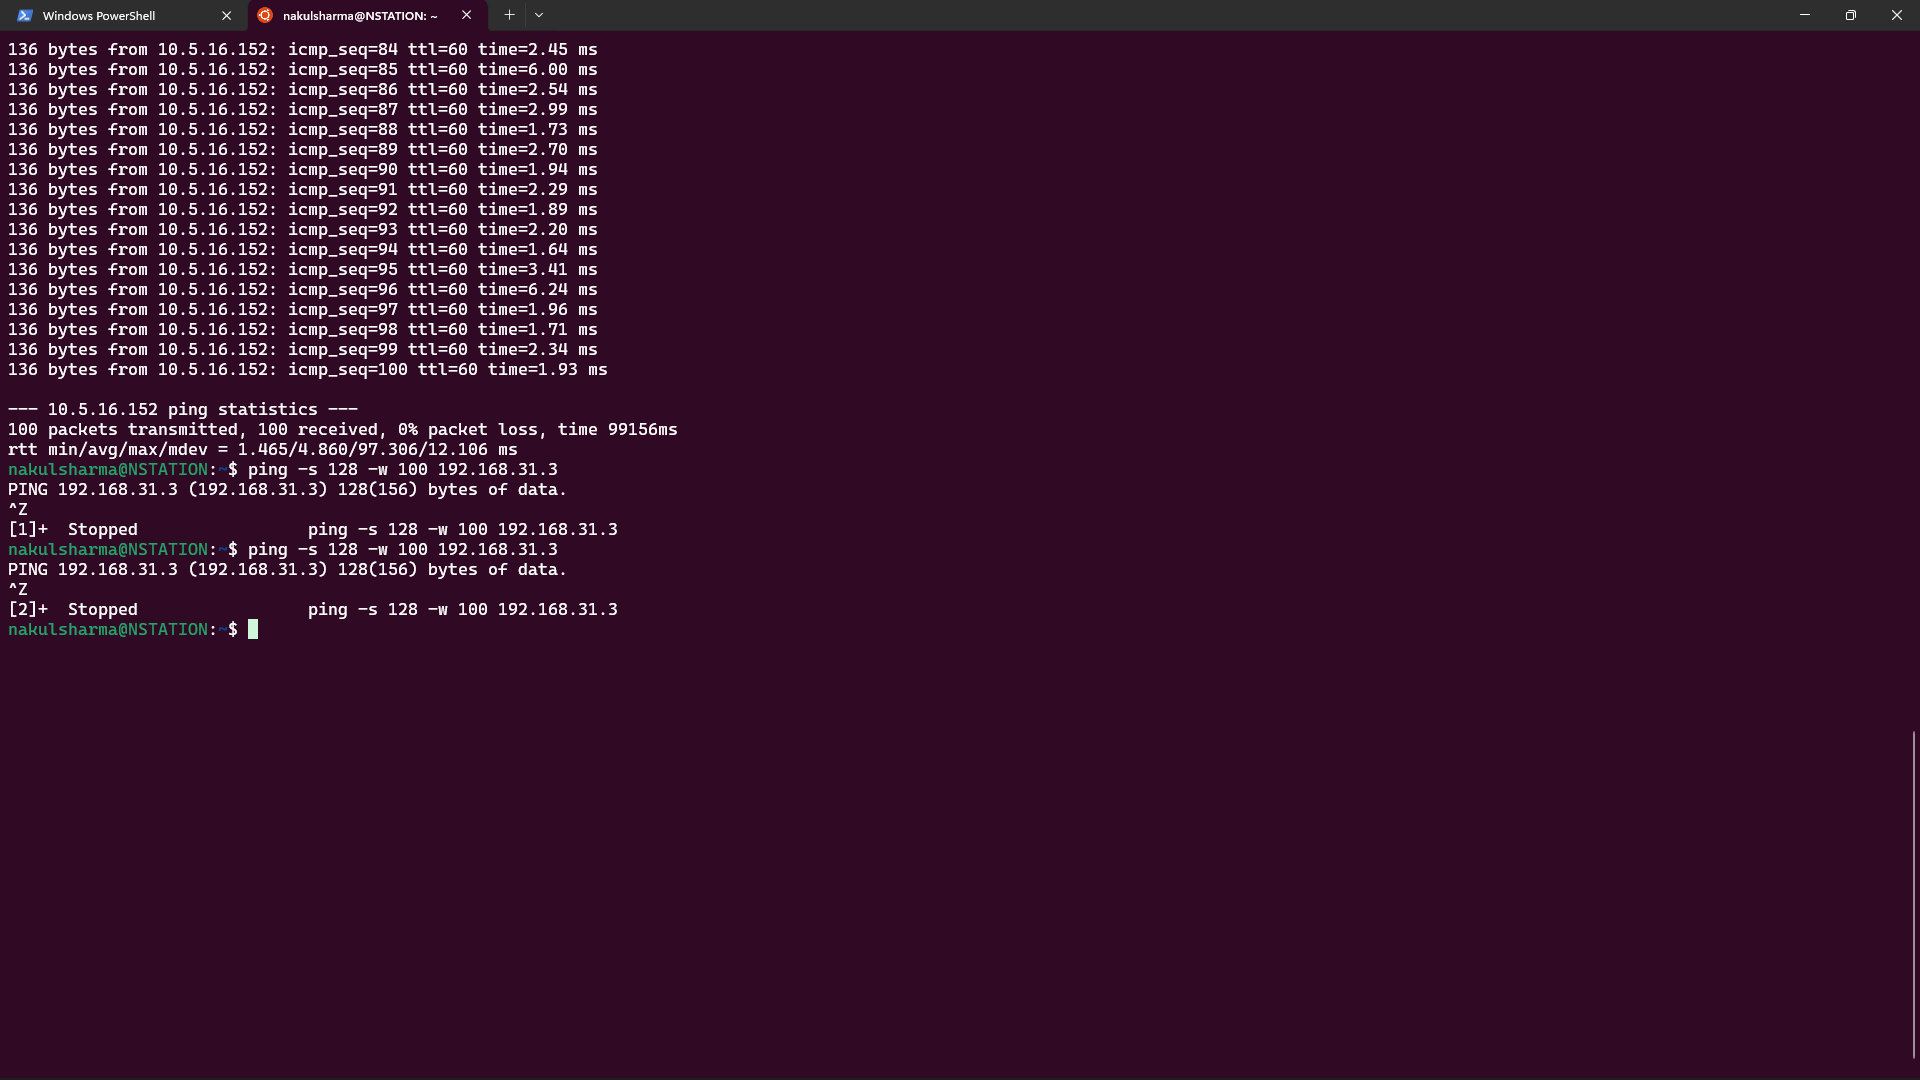 Windows PowerShell
nakulsharma@NSTATION: ~
136 bytes from 10.5.16.152: icmp_seq=84 ttl=60 time=2.45 ms
136 bytes from 10.5.16.152: icmp_seq=85 ttl=60 time=6.00 ms
136 bytes from 10.5.16.152: icmp_seq=86 ttl=60 time=2.54 ms
136 bytes from 10.5.16.152: icmp_seq=87 ttl=60 time=2.99 ms
136 bytes from 10.5.16.152: icmp_seq=88 ttl=60 time=1.73 ms
136 bytes from 10.5.16.152: icmp_seq=89 ttl=60 time=2.70 ms
136 bytes from 10.5.16.152: icmp_seq=90 ttl=60 time=1.94 ms
136 bytes from 10.5.16.152: icmp_seq=91 ttl=60 time=2.29 ms
136 bytes from 10.5.16.152: icmp_seq=92 ttl=60 time=1.89 ms
136 bytes from 10.5.16.152: icmp_seq=93 ttl=60 time=2.20 ms
136 bytes from 10.5.16.152: icmp_seq=94 ttl=60 time=1.64 ms
136 bytes from 10.5.16.152: icmp_seq=95 ttl=60 time=3.41 ms
136 bytes from 10.5.16.152: icmp_seq=96 ttl=60 time=6.24 ms
136 bytes from 10.5.16.152: icmp_seq=97 ttl=60 time=1.96 ms
136 bytes from 10.5.16.152: icmp_seq=98 ttl=60 time=1.71 ms
136 bytes from 10.5.16.152: icmp_seq=99 ttl=60 time=2.34 ms
136 bytes from 10.5.16.152: icmp_seq=100 ttl=60 time=1.93 ms
--- 10.5.16.152 ping statistics ---
100 packets transmitted, 100 received, 0% packet loss, time 99156ms
rtt min/avg/max/mdev = 1.465/4.860/97.306/12.106 ms
nakulsharma@NSTATION:~$ ping -s 128 -w 100 192.168.31.3
PING 192.168.31.3 (192.168.31.3) 128(156) bytes of data.
^Z
[1]+  Stopped                 ping -s 128 -w 100 192.168.31.3
nakulsharma@NSTATION:~$ ping -s 128 -w 100 192.168.31.3
PING 192.168.31.3 (192.168.31.3) 128(156) bytes of data.
^Z
[2]+  Stopped                 ping -s 128 -w 100 192.168.31.3
nakulsharma@NSTATION:~$